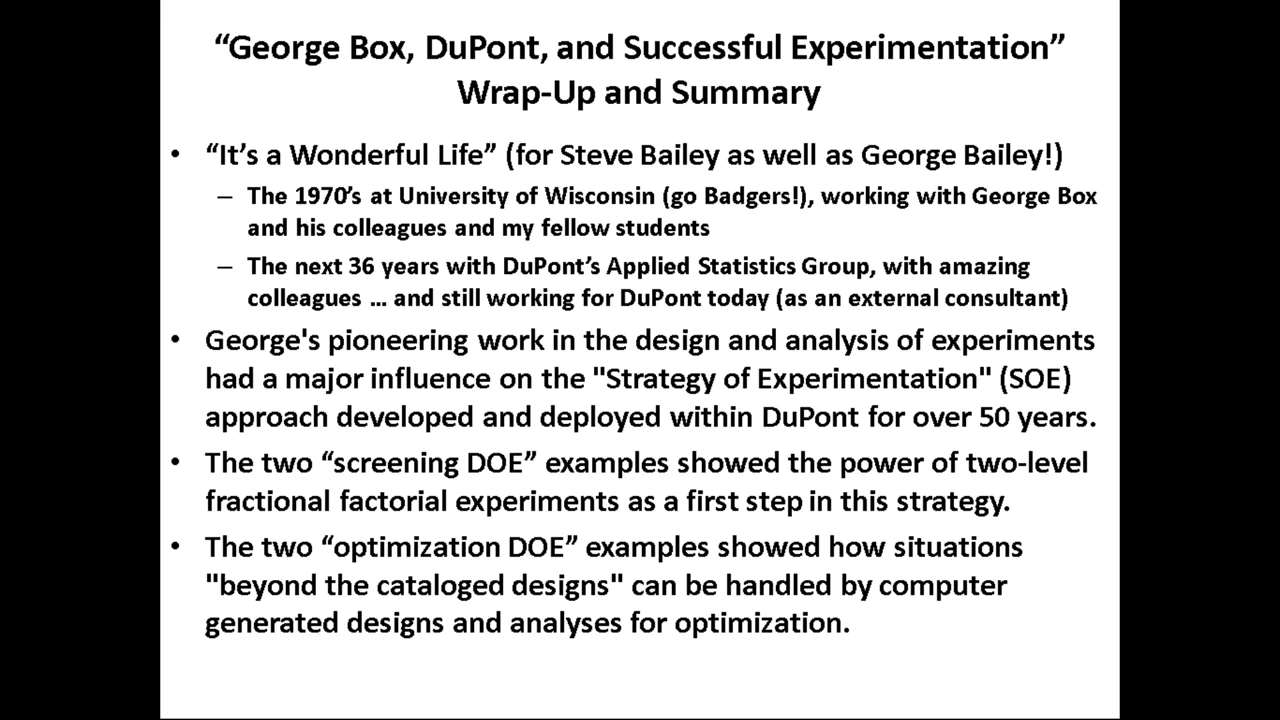 “George Box, DuPont, and Successful Experimentation”
Wrap-Up and Summary
• “It’s a Wonderful Life” (for Steve Bailey as well as George Bailey!)
– The 1970’s at University of Wisconsin (go Badgers!), working with George Box
and his colleagues and my fellow students
– The next 36 years with DuPont’s Applied Statistics Group, with amazing
colleagues … and still working for DuPont today (as an external consultant)
• George's pioneering work in the design and analysis of experiments
had a major influence on the "Strategy of Experimentation" (SOE)
approach developed and deployed within DuPont for over 50 years.
• The two “screening DOE” examples showed the power of two-level
fractional factorial experiments as a first step in this strategy.
• The two “optimization DOE” examples showed how situations
"beyond the cataloged designs" can be handled by computer
generated designs and analyses for optimization.